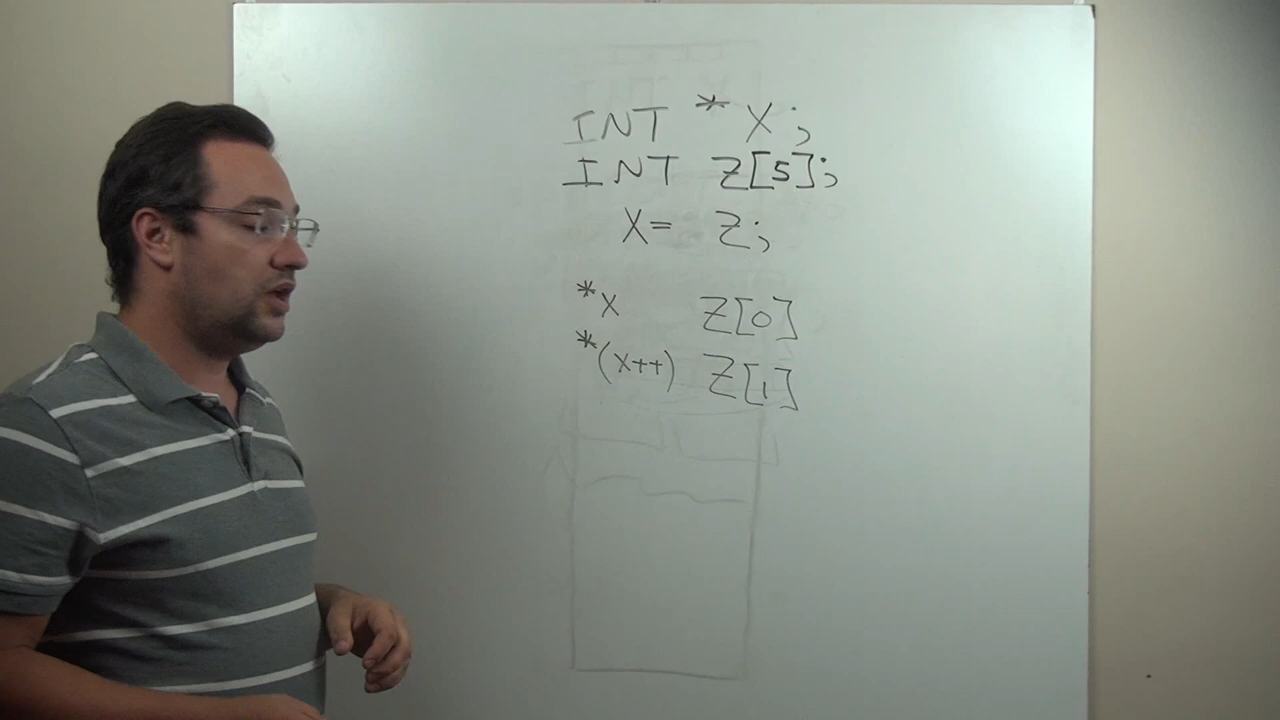 INT * X;
INT Z[5];
X= Z;
*X Z[0]
*(X++) Z[1]